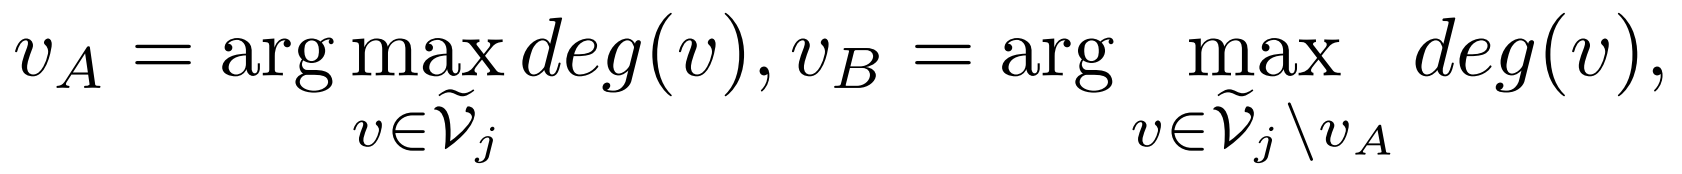 $v_A = \arg\max_{v \in \widetilde{\mathcal{V}}_j} deg(v), v_B = \arg\max_{v \in \widetilde{\mathcal{V}}_j \setminus v_A} deg(v),$